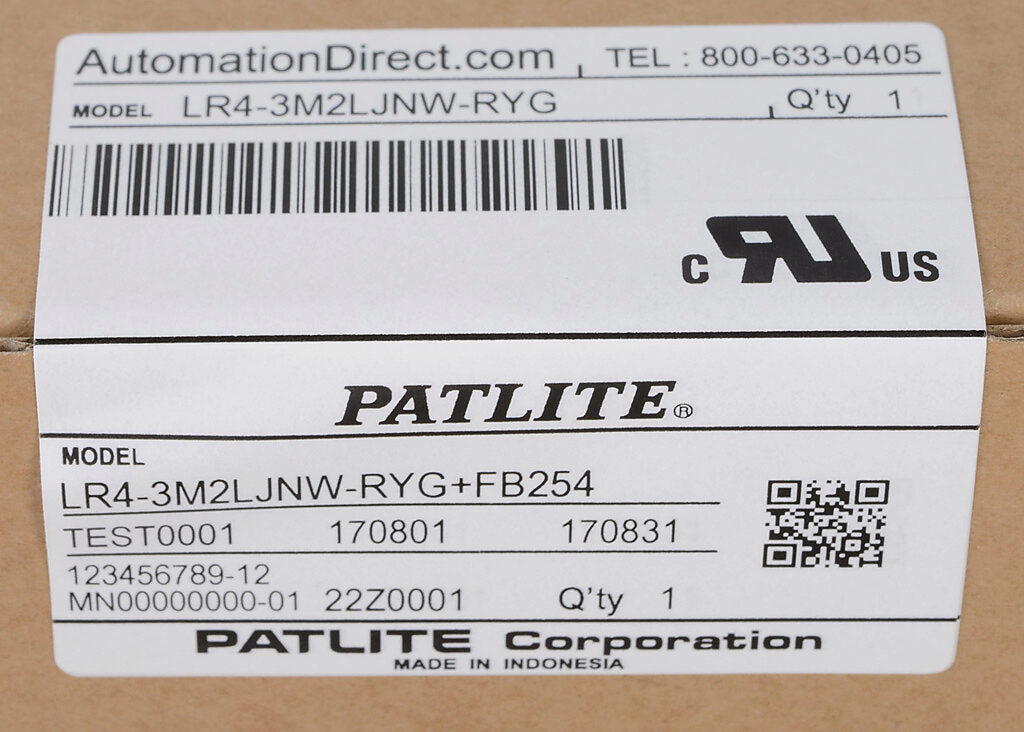 AutomationDirect.com TEL : 800-633-0405
MODEL LR4-3M2LJNW-RYG Q'ty 1
c RU US
PATLITE®
MODEL
LR4-3M2LJNW-RYG+FB254
TEST0001 170801 170831
123456789-12
MN00000000-01 22Z0001 Q'ty 1
PATLITE Corporation
MADE IN INDONESIA